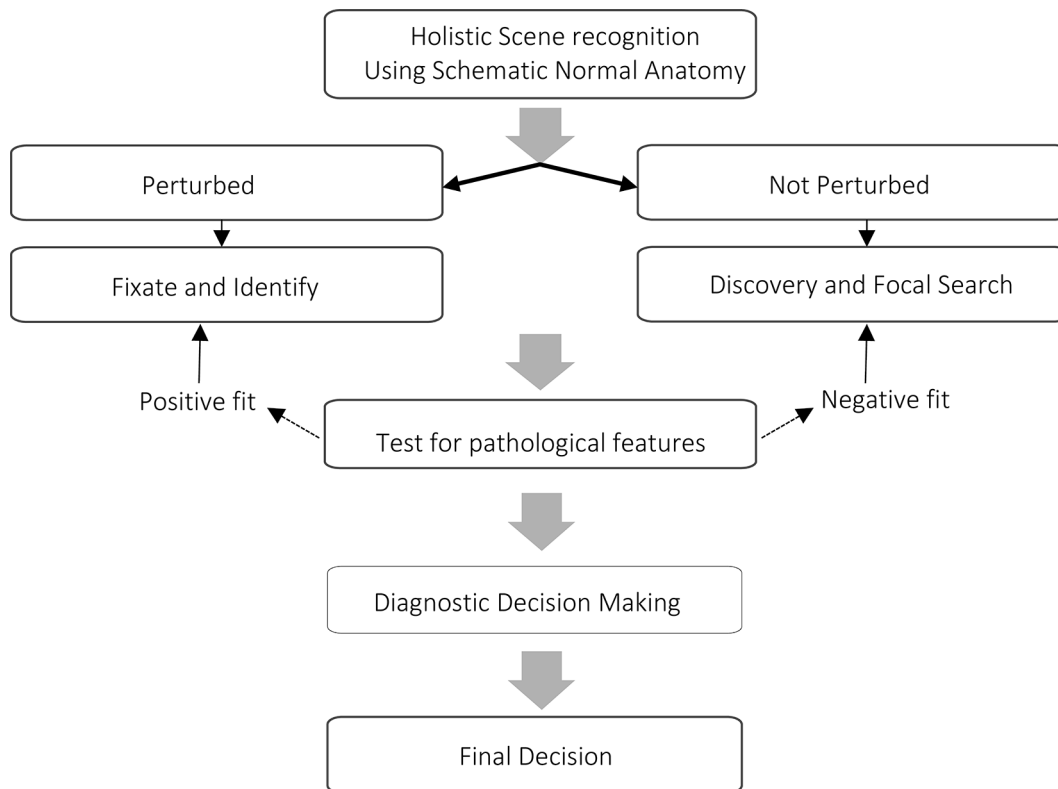 Holistic Scene recognition
Using Schematic Normal Anatomy
Perturbed
Not Perturbed
Fixate and Identify
Discovery and Focal Search
Positive fit
Negative fit
Test for pathological features
Diagnostic Decision Making
Final Decision